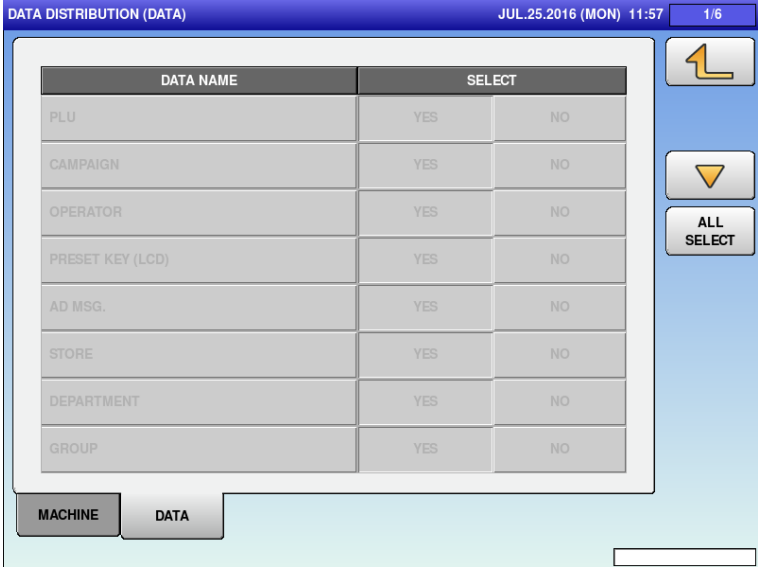 DATA DISTRIBUTION (DATA) JUL.25.2016 (MON) 11:57 1/6
DATA NAME SELECT
PLU YES NO
CAMPAIGN YES NO
OPERATOR YES NO
PRESET KEY (LCD) YES NO
AD MSG. YES NO
STORE YES NO
DEPARTMENT YES NO
GROUP YES NO
ALL
SELECT
MACHINE DATA